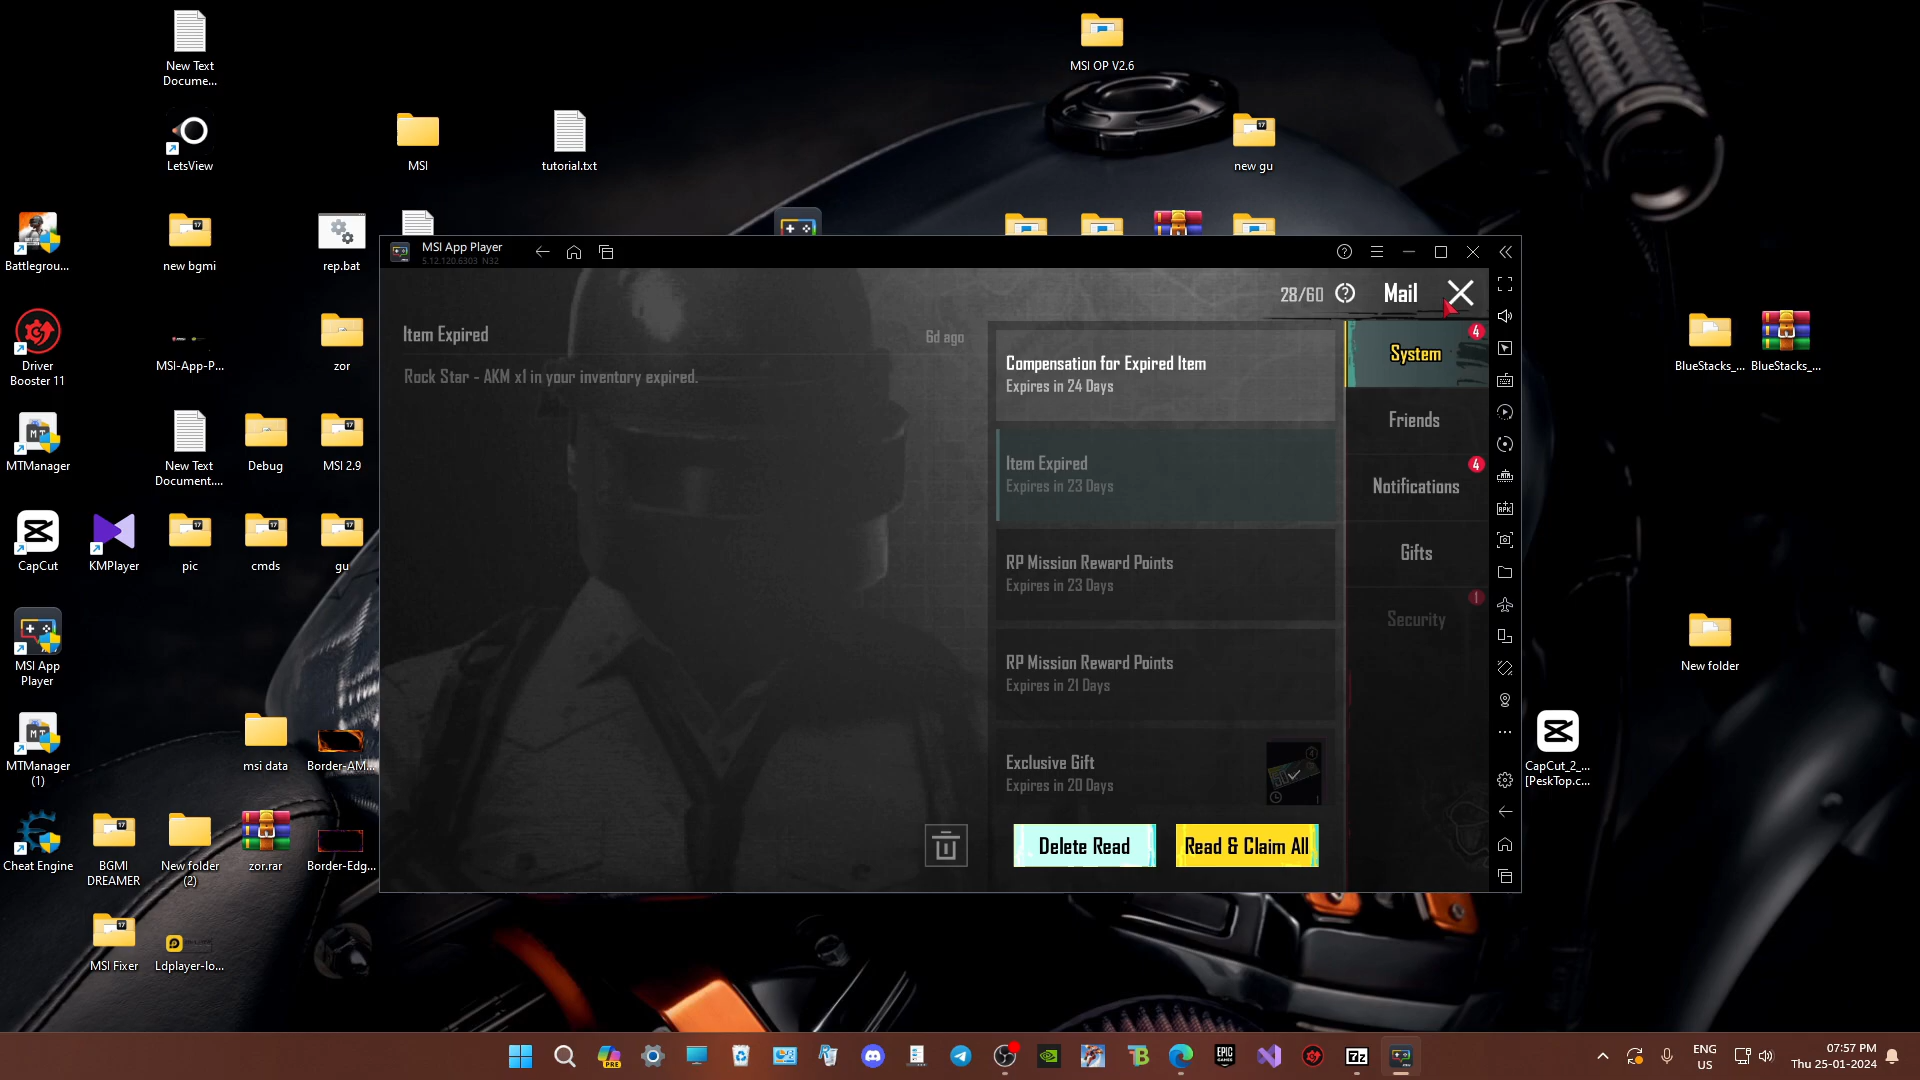 New Text
Docume...
MSI OP V2.6
LetsView
MSI
tutorial.txt
new gu
Battlegrou...
new bgmi
rep.bat
MSI App Player
5.12.120.6303 N32
28/60
Mail
Item Expired
6d ago
Rock Star - AKM x1 in your inventory expired.
Compensation for Expired Item
Expires in 24 Days
Item Expired
Expires in 23 Days
RP Mission Reward Points
Expires in 23 Days
RP Mission Reward Points
Expires in 21 Days
Exclusive Gift
Expires in 20 Days
Delete Read
Read & Claim All
System
4
Friends
Notifications
4
Gifts
Security
1
Driver
Booster 11
MSI-App-P...
zor
BlueStacks_...
BlueStacks_...
MTManager
New Text
Document....
Debug
MSI 2.9
CapCut
KMPlayer
pic
cmds
gu
MSI App
Player
New folder
MTManager
(1)
msi data
Border-AM...
CapCut_2_...
[PeskTop.c...
Cheat Engine
BGMI
DREAMER
New folder
(2)
zor.rar
Border-Edg...
MSI Fixer
Ldplayer-lo...
ENG
US
07:57 PM
Thu 25-01-2024